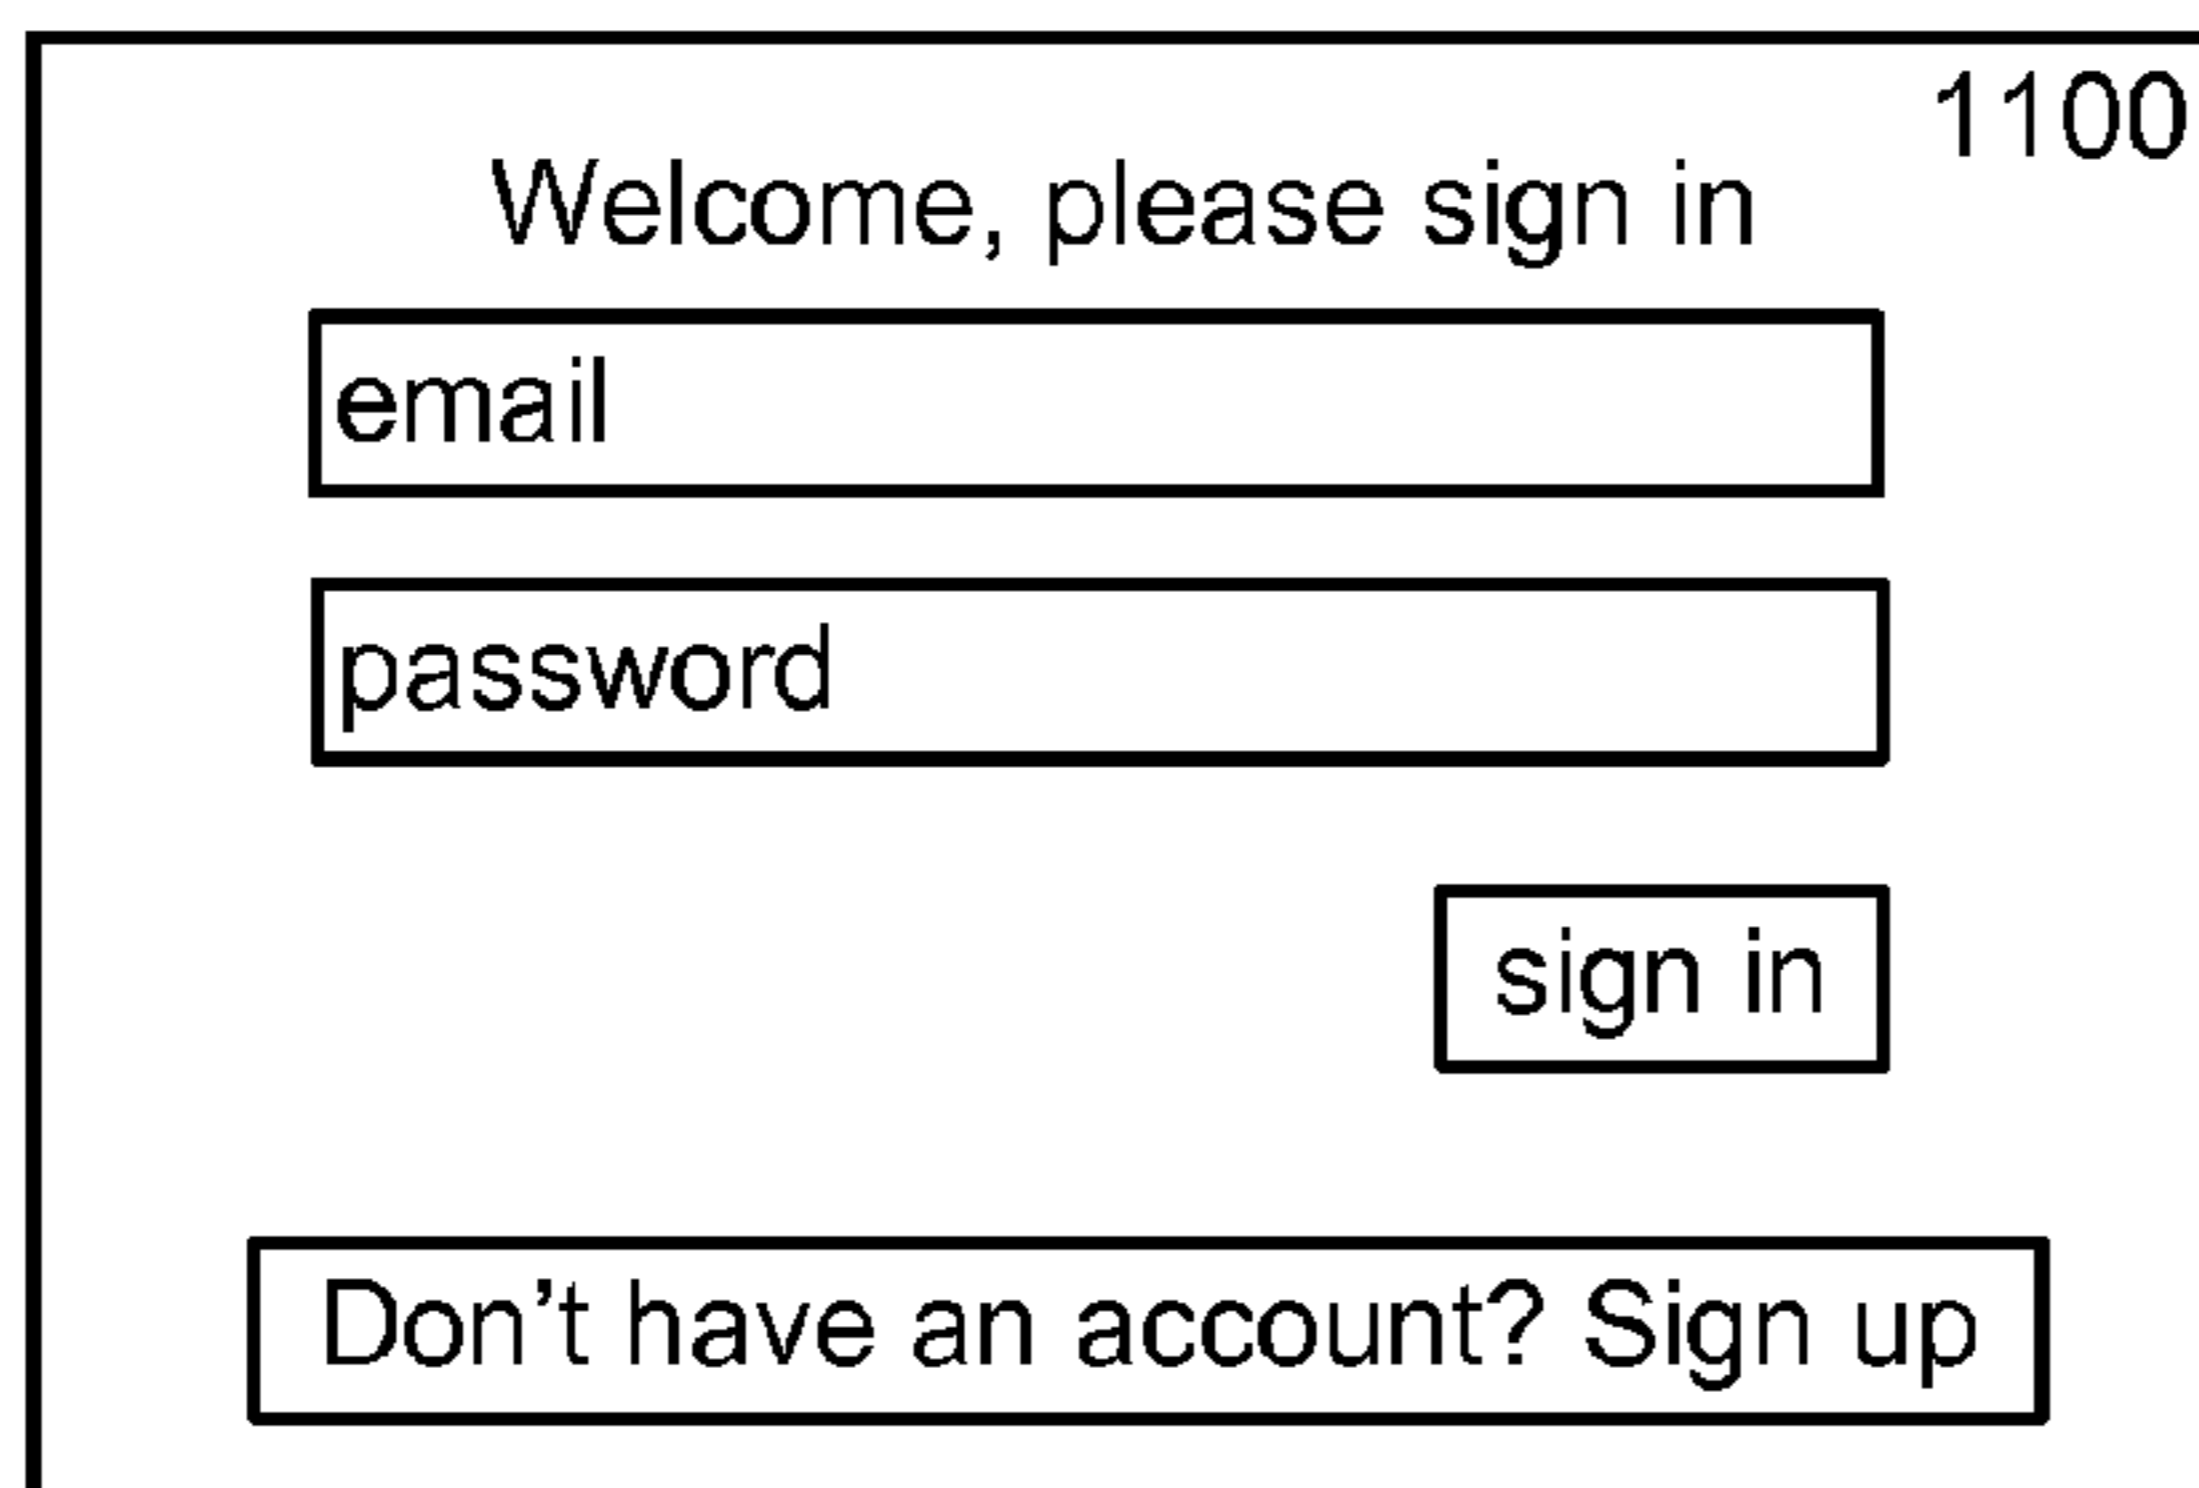 1100
Welcome, please sign in
email
password
sign in
Don't have an account? Sign up